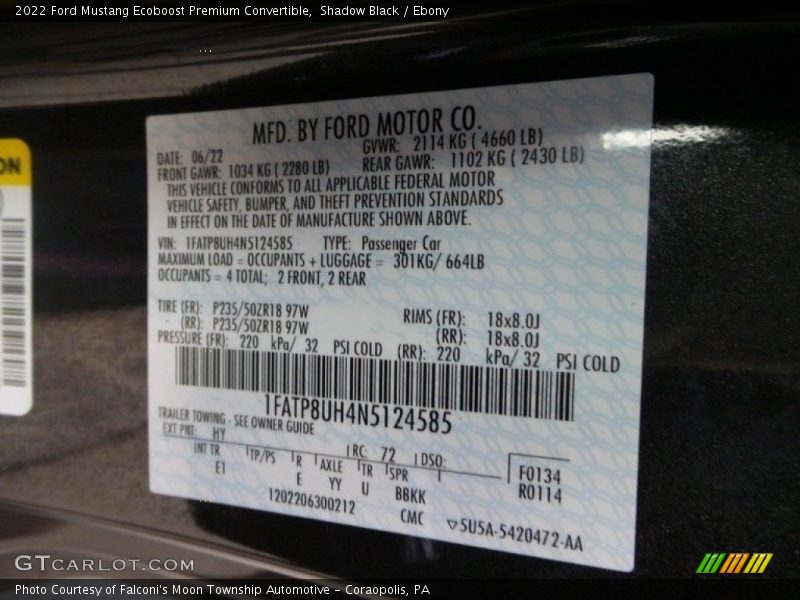 2022 Ford Mustang Ecoboost Premium Convertible, Shadow Black / Ebony
ON
MFD. BY FORD MOTOR CO.
DATE: 06/22 GVWR: 2114 KG ( 4660 LB)
FRONT GAWR: 1034 KG ( 2280 LB) REAR GAWR: 1102 KG ( 2430 LB)
THIS VEHICLE CONFORMS TO ALL APPLICABLE FEDERAL MOTOR
VEHICLE SAFETY, BUMPER, AND THEFT PREVENTION STANDARDS
IN EFFECT ON THE DATE OF MANUFACTURE SHOWN ABOVE.
VIN: 1FATP8UH4N5124585 TYPE: Passenger Car
MAXIMUM LOAD = OCCUPANTS + LUGGAGE = 301KG/ 664LB
OCCUPANTS = 4 TOTAL; 2 FRONT, 2 REAR
TIRE (FR): P235/50ZR18 97W RIMS (FR): 18x8.0J
(RR): P235/50ZR18 97W (RR): 18x8.0J
PRESSURE (FR): 220 kPa/ 32 PSI COLD (RR): 220 kPa/ 32 PSI COLD
1FATP8UH4N5124585
TRAILER TOWING - SEE OWNER GUIDE
EXT PNT: HY RC: 72 DSO:
INT TR TP/PS R AXLE TR SPR F0134
E1 E YY U BBKK R0114
1202206300212 CMC ▽5U5A-5420472-AA
GTCARLOT.COM
Photo Courtesy of Falconi's Moon Township Automotive - Coraopolis, PA